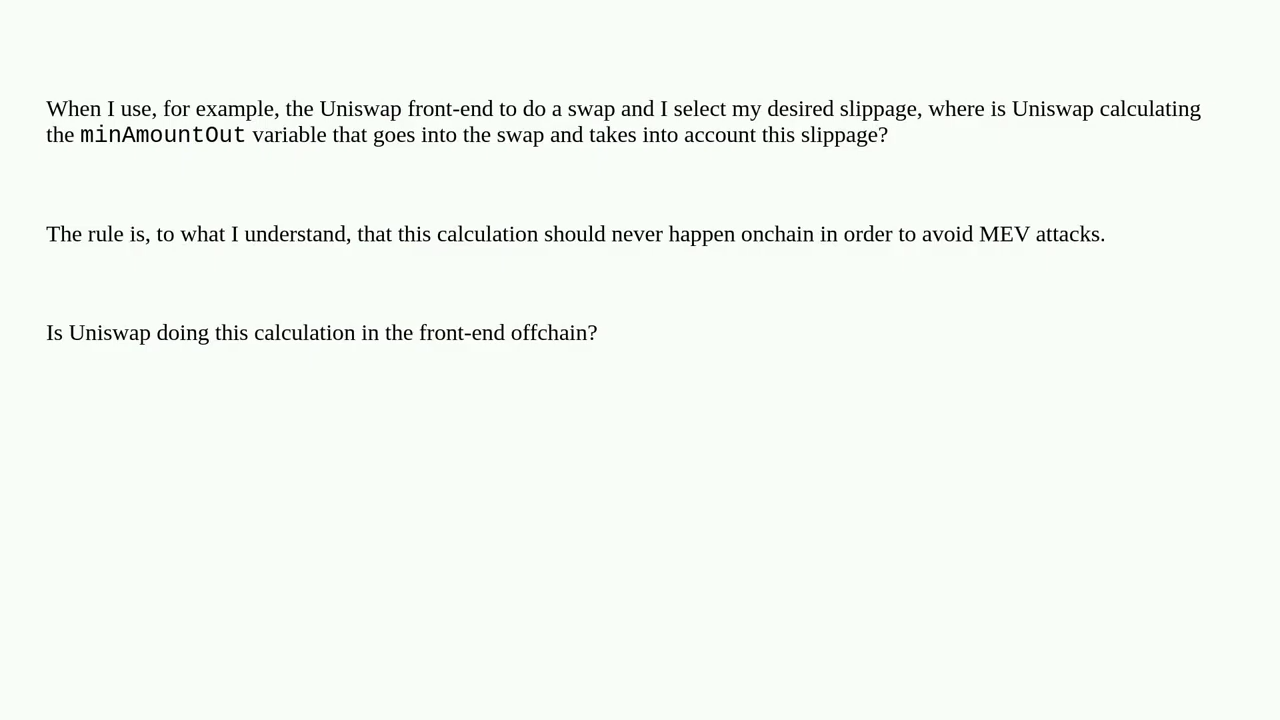 When I use, for example, the Uniswap front-end to do a swap and I select my desired slippage, where is Uniswap calculating
the minAmountOut variable that goes into the swap and takes into account this slippage?
The rule is, to what I understand, that this calculation should never happen onchain in order to avoid MEV attacks.
Is Uniswap doing this calculation in the front-end offchain?